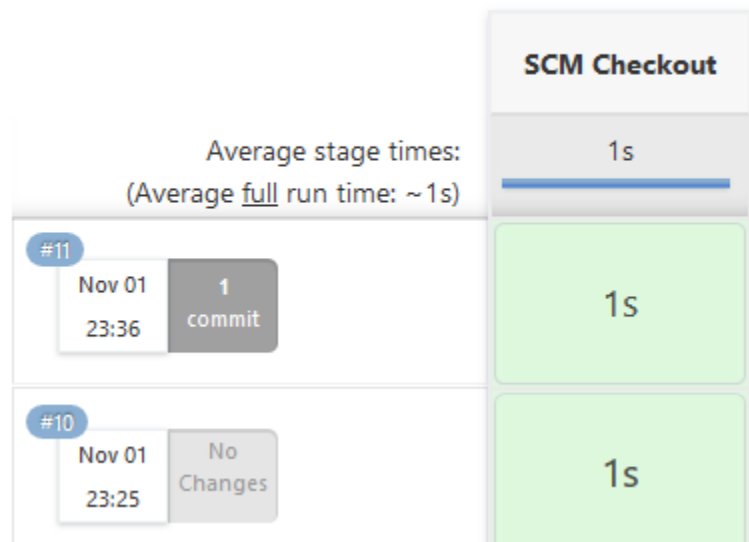 SCM Checkout
Average stage times:
1s
(Average full run time: ~1s)
#11
Nov 01
23:36
1
commit
1s
#10
Nov 01
23:25
No
Changes
1s